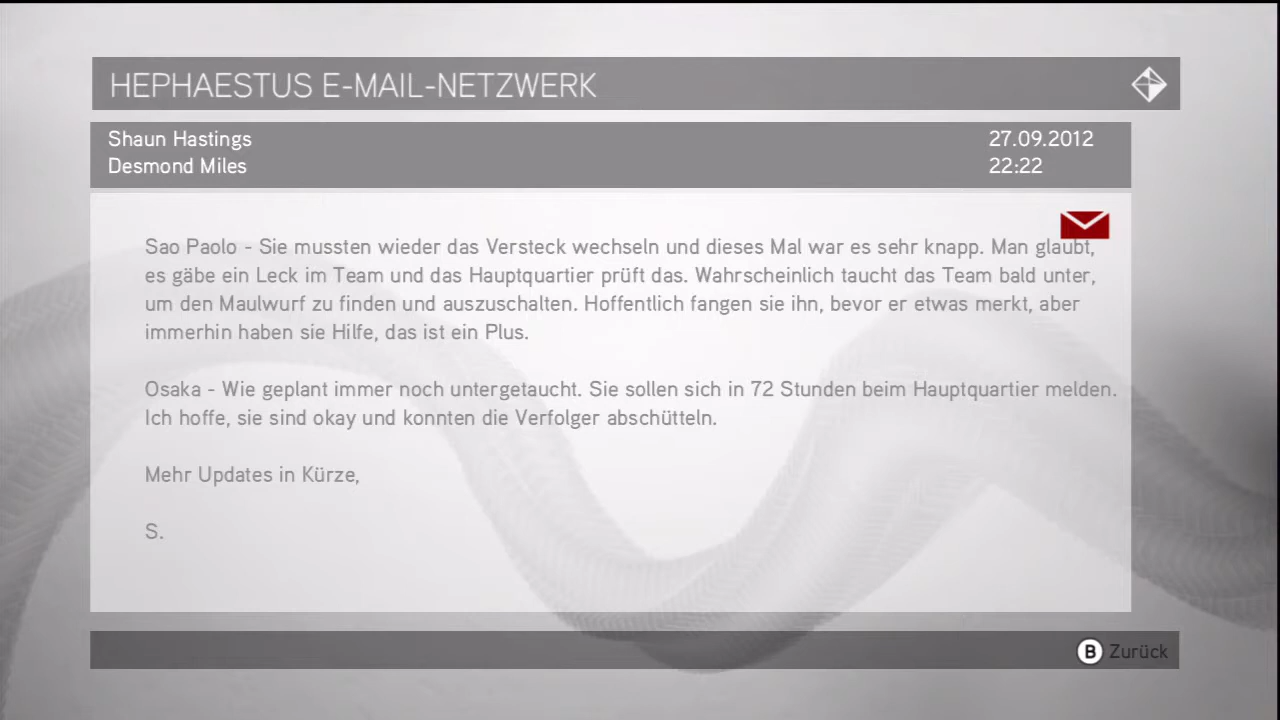 HEPHAESTUS E-MAIL-NETZWERK
Shaun Hastings
27.09.2012
Desmond Miles
22:22
Sao Paolo - Sie mussten wieder das Versteck wechseln und dieses Mal war es sehr knapp. Man glaubt,
es gäbe ein Leck im Team und das Hauptquartier prüft das. Wahrscheinlich taucht das Team bald unter,
um den Maulwurf zu finden und auszuschalten. Hoffentlich fangen sie ihn, bevor er etwas merkt, aber
immerhin haben sie Hilfe, das ist ein Plus.
Osaka - Wie geplant immer noch untergetaucht. Sie sollen sich in 72 Stunden beim Hauptquartier melden.
Ich hoffe, sie sind okay und konnten die Verfolger abschütteln.
Mehr Updates in Kürze,
S.
B Zurück